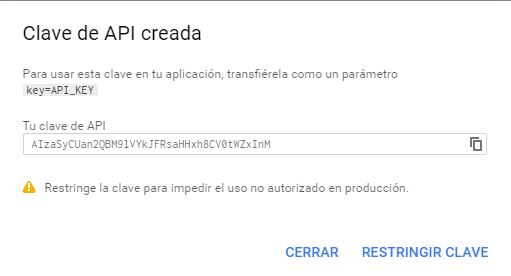 Clave de API creada
Para usar esta clave en tu aplicación, transfiérela como un parámetro
key=API_KEY
Tu clave de API
AIzaSyCUan2QBM9lVYkJFRsaHHxh8CV0tWZxInM
Restringe la clave para impedir el uso no autorizado en producción.
CERRAR RESTRINGIR CLAVE